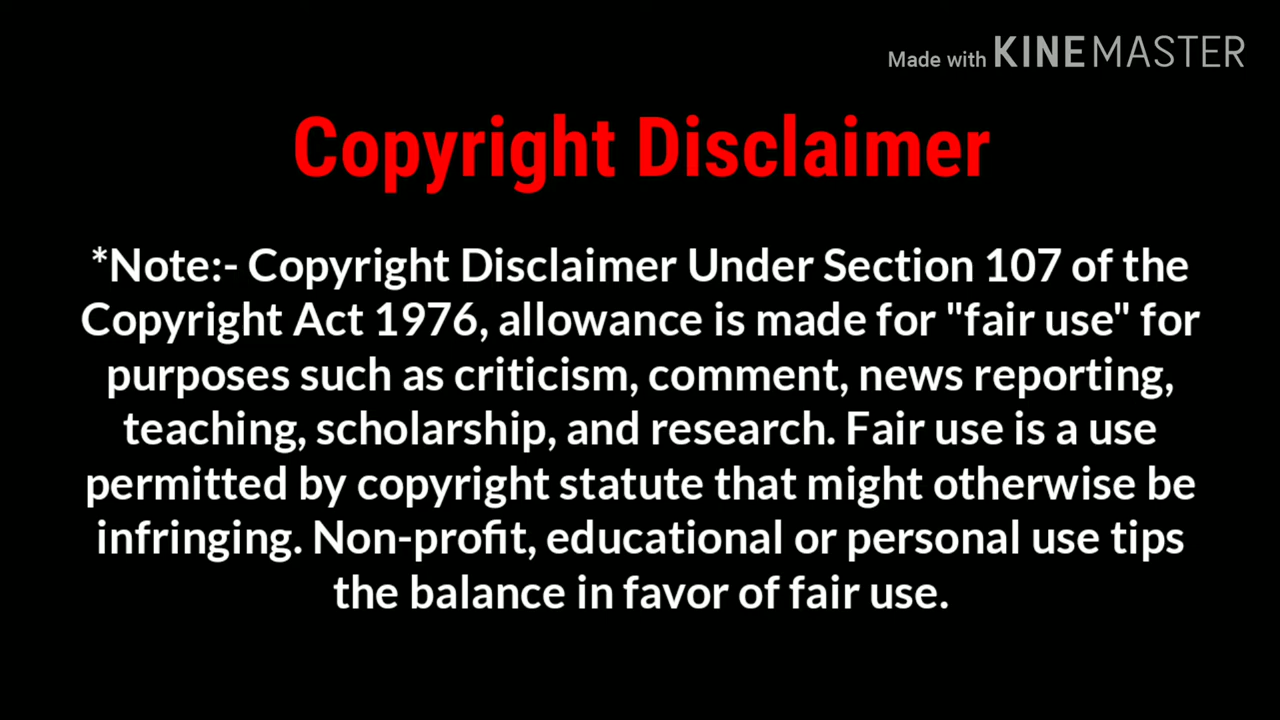 Made with KINEMASTER
Copyright Disclaimer
*Note:- Copyright Disclaimer Under Section 107 of the
Copyright Act 1976, allowance is made for "fair use" for
purposes such as criticism, comment, news reporting,
teaching, scholarship, and research. Fair use is a use
permitted by copyright statute that might otherwise be
infringing. Non-profit, educational or personal use tips
the balance in favor of fair use.